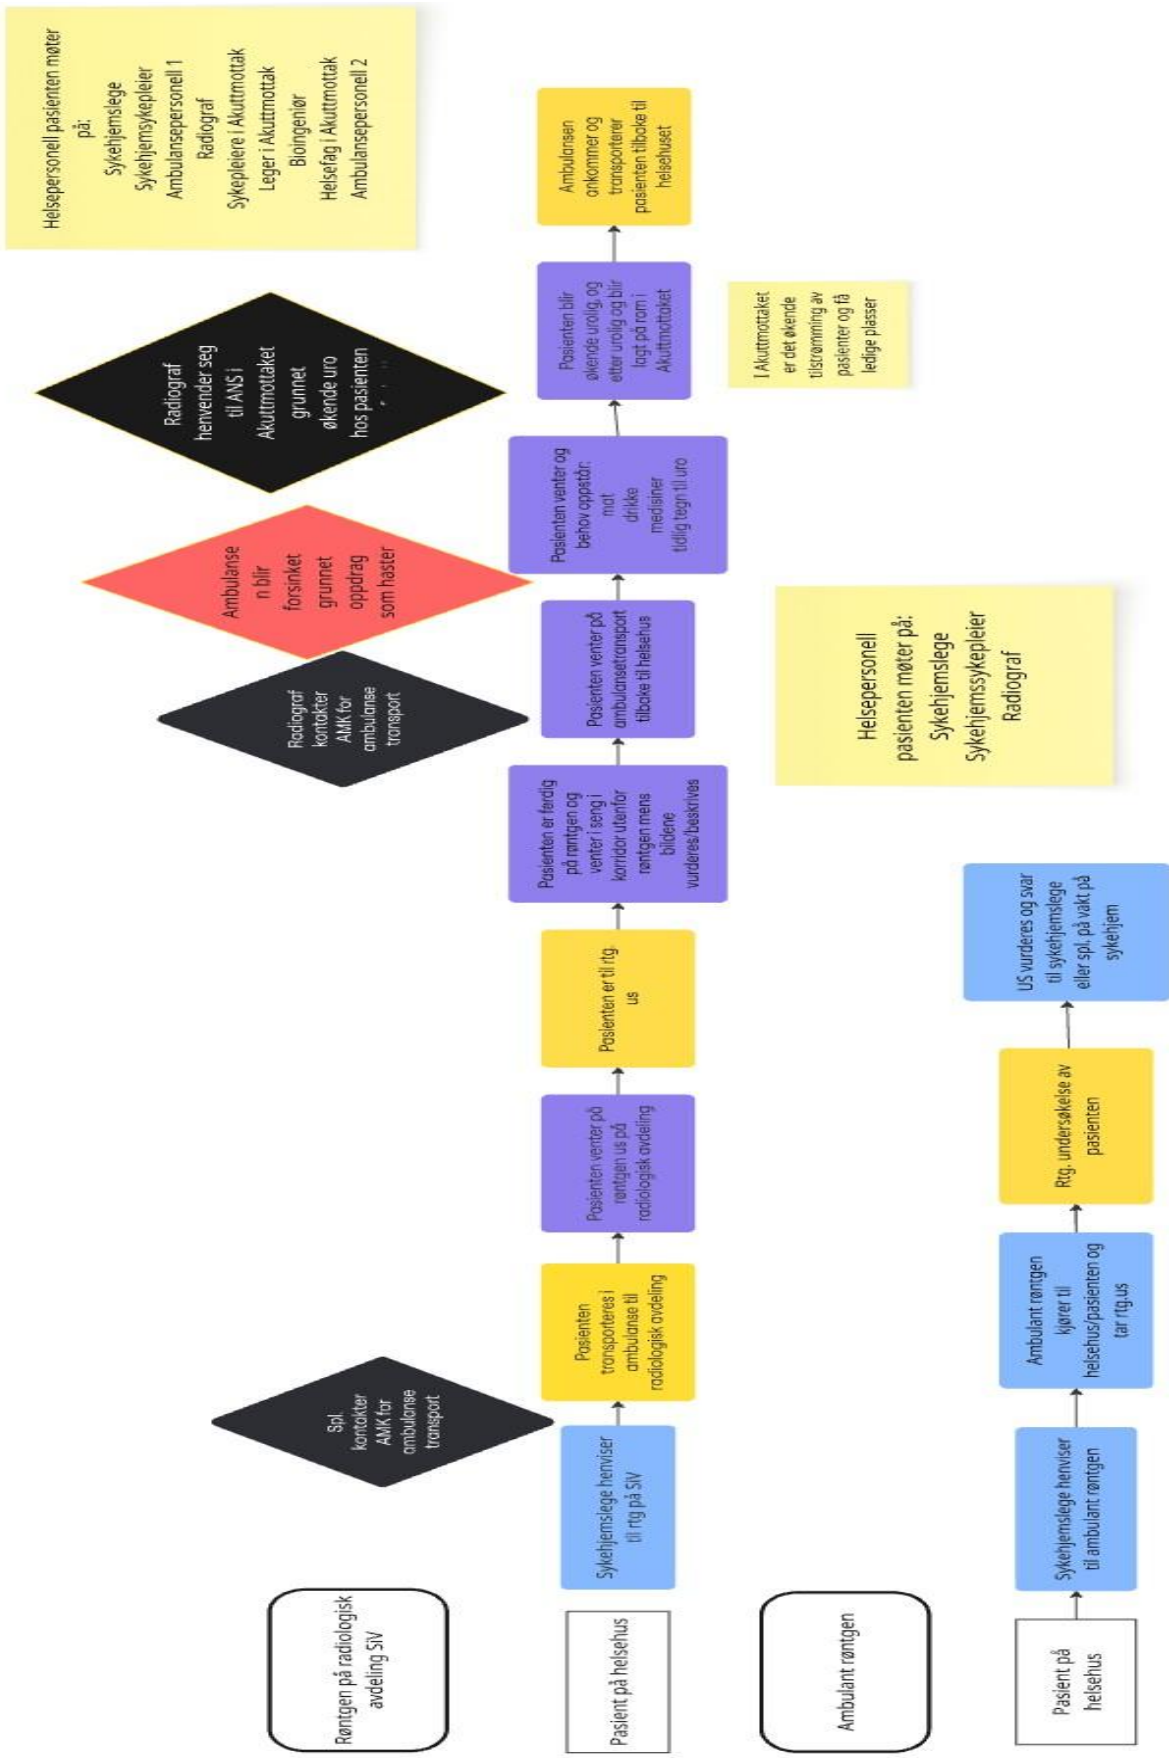 Røntgen på radiologisk
avdeling SiV
Pasient på helsehus
Sykehjemslege henviser
til rtg på SiV
Spl.
kontakter
AMK for
ambulanse
transport
Pasienten
transporteres i
ambulanse til
radiologisk avdeling
Pasienten venter på
røntgen us på
radiologisk avdeling
Pasienten er til rtg.
us
Pasienten er ferdig
på røntgen og
venter i seng i
korridor utenfor
røntgen mens
bildene
vurderes/beskrives
Radiograf
kontakter
AMK for
ambulanse
transport
Pasienten venter på
ambulansetransport
tilbake til helsehus
Ambulanse
n blir
forsinket
grunnet
oppdrag
som haster
Pasienten venter og
behov oppstår:
mat
drikke
medisiner
tidlig tegn til uro
Radiograf
henvender seg
til ANS i
Akuttmottaket
grunnet
økende uro
hos pasienten
Pasienten blir
økende urolig, og
etter urolig og blir
lagt på rom i
Akuttmottaket
Ambulansen
ankommer og
transporterer
pasienten tilbake til
helsehuset
Helsepersonell pasienten møter
på:
Sykehjemslege
Sykehjemsykepleier
Ambulansepersonell 1
Radiograf
Sykepleiere i Akuttmottak
Leger i Akuttmottak
Bioingeniør
Helsefag i Akuttmottak
Ambulansepersonell 2
I Akuttmottaket
er det økende
tilstrømming av
pasienter og få
ledige plasser
Ambulant røntgen
Pasient på
helsehus
Sykehjemslege henviser
til ambulant røntgen
Ambulant røntgen
kjører til
helsehus/pasienten og
tar rtg.us
Rtg. undersøkelse av
pasienten
US vurderes og svar
til sykehjemslege
eller spl. på vakt på
sykehjem
Helsepersonell
pasienten møter på:
Sykehjemslege
Sykehjemssykepleier
Radiograf